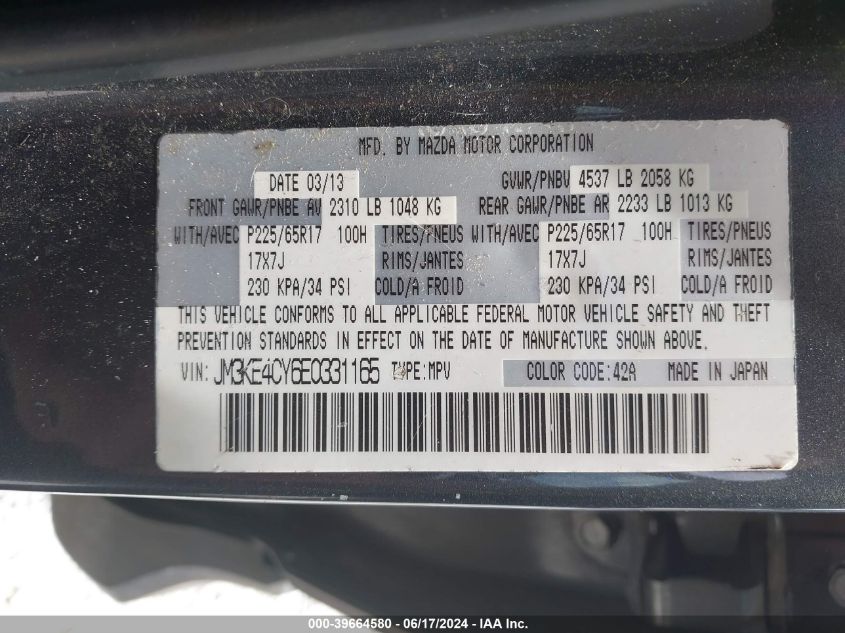 MFD. BY MAZDA MOTOR CORPORATION
DATE 03/13 GVWR/PNBV 4537 LB 2058 KG
FRONT GAWR/PNBE AV 2310 LB 1048 KG REAR GAWR/PNBE AR 2233 LB 1013 KG
WITH/AVEC P225/65R17 100H TIRES/PNEUS WITH/AVEC P225/65R17 100H TIRES/PNEUS
17X7J RIMS/JANTES 17X7J RIMS/JANTES
230 KPA/34 PSI COLD/A FROID 230 KPA/34 PSI COLD/A FROID
THIS VEHICLE CONFORMS TO ALL APPLICABLE FEDERAL MOTOR VEHICLE SAFETY AND THEFT
PREVENTION STANDARDS IN EFFECT ON THE DATE OF MANUFACTURE SHOWN ABOVE.
VIN: JM3KE4CY6E0331165 TYPE:MPV COLOR CODE:42A MADE IN JAPAN
000-39664580 - 06/17/2024 - IAA Inc.